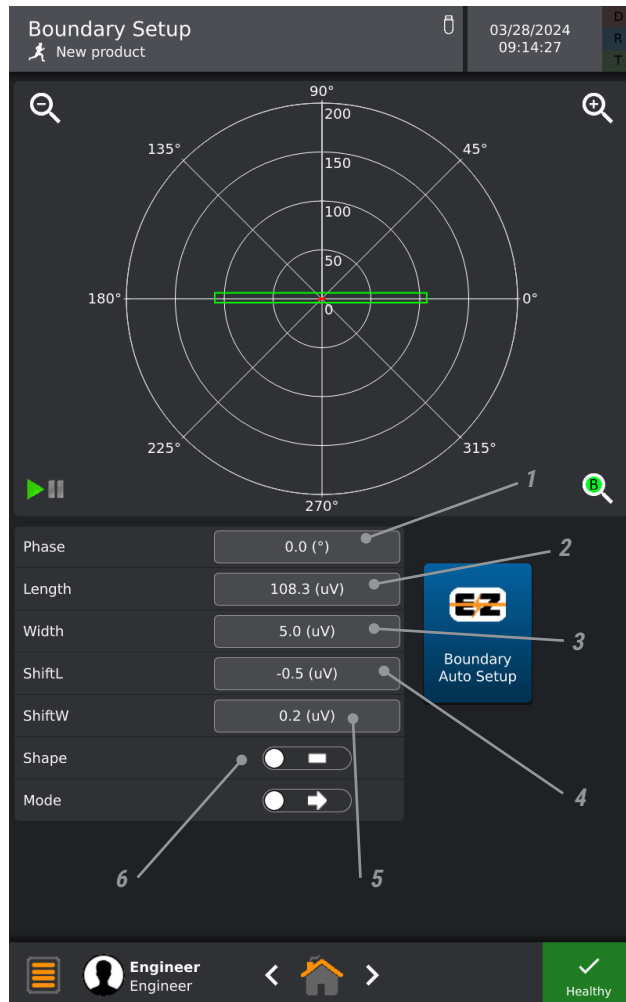 Boundary Setup
New product
03/28/2024
09:14:27
D
R
T
90°
200
135°
45°
150
100
50
180°
0°
0
225°
315°
270°
B
1
Phase
0.0 (°)
2
Length
108.3 (uV)
Width
5.0 (uV)
3
EZ
Boundary
Auto Setup
ShiftL
-0.5 (uV)
ShiftW
0.2 (uV)
Shape
Mode
4
6
5
Engineer
Engineer
Healthy